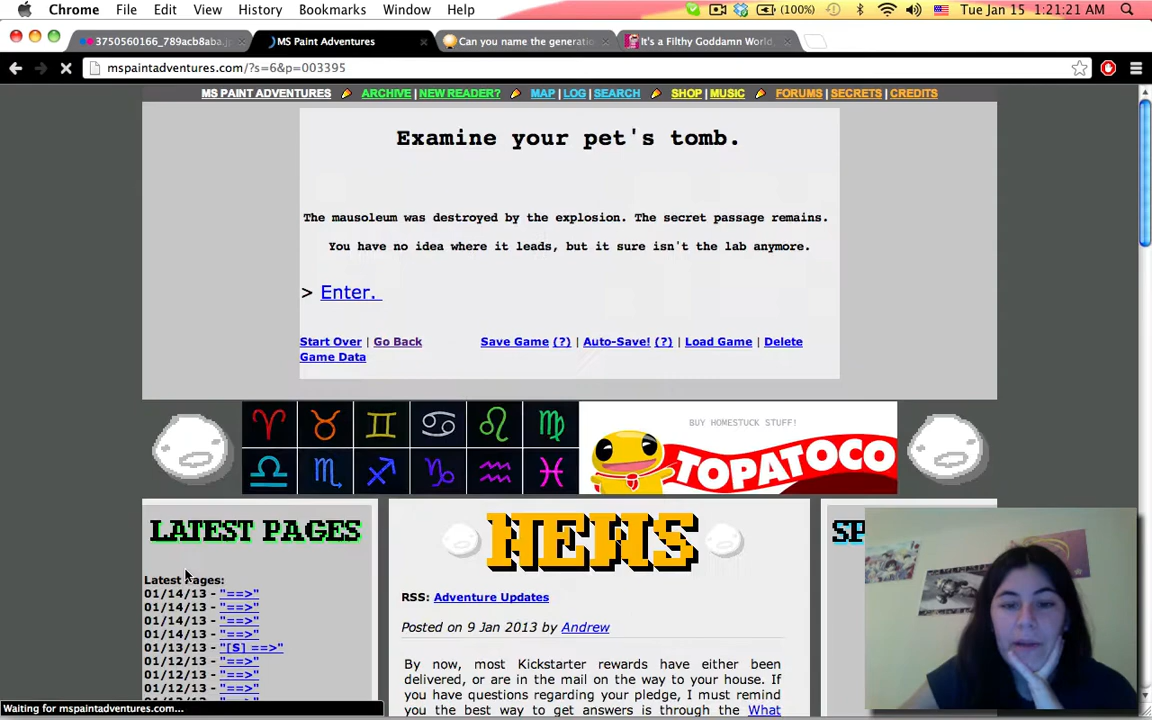 Chrome File Edit View History Bookmarks Window Help (100%) Tue Jan 15 1:21:21 AM
3750560166_789acb8aba.j MS Paint Adventures Can you name the generatio It's a Filthy Goddamn World
mspaintadventures.com/?s=6&p=003395
MS PAINT ADVENTURES ARCHIVE | NEW READER? MAP | LOG | SEARCH SHOP | MUSIC FORUMS | SECRETS | CREDITS
Examine your pet's tomb.
The mausoleum was destroyed by the explosion. The secret passage remains.
You have no idea where it leads, but it sure isn't the lab anymore.
> Enter.
Start Over | Go Back Save Game (?) | Auto-Save! (?) | Load Game | Delete
Game Data
BUY HOMESTUCK STUFF!
TOPATOCO
LATEST PAGES
NEWS
SP
Latest Pages:
01/14/13 - "==>"
01/14/13 - "==>"
01/14/13 - "==>"
01/14/13 - "==>"
01/13/13 - "[S] ==>"
01/12/13 - "==>"
01/12/13 - "==>"
01/12/13 - "==>"
RSS: Adventure Updates
Posted on 9 Jan 2013 by Andrew
By now, most Kickstarter rewards have either been
delivered, or are in the mail on the way to your house. If
you have questions regarding your pledge, I must remind
you the best way to get answers is through the What
Waiting for mspaintadventures.com...